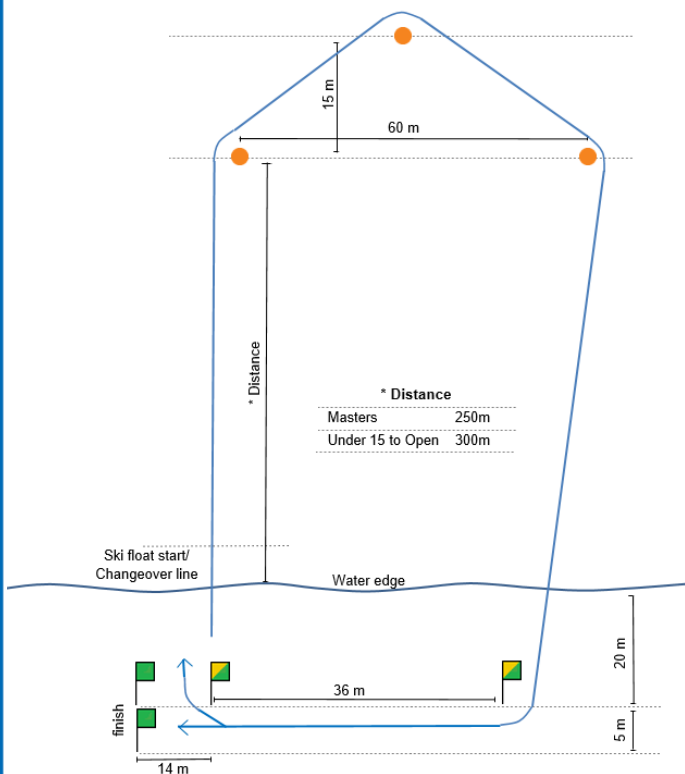 15 m
60 m
* Distance
* Distance
Masters 250m
Under 15 to Open 300m
Ski float start/
Changeover line
Water edge
20 m
36 m
finish
5 m
14 m